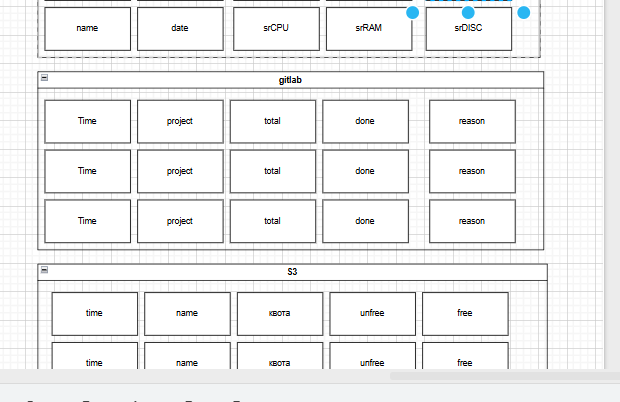 name date srCPU srRAM srDISC
gitlab
Time project total done reason
Time project total done reason
Time project total done reason
S3
time name квота unfree free
time name квота unfree free